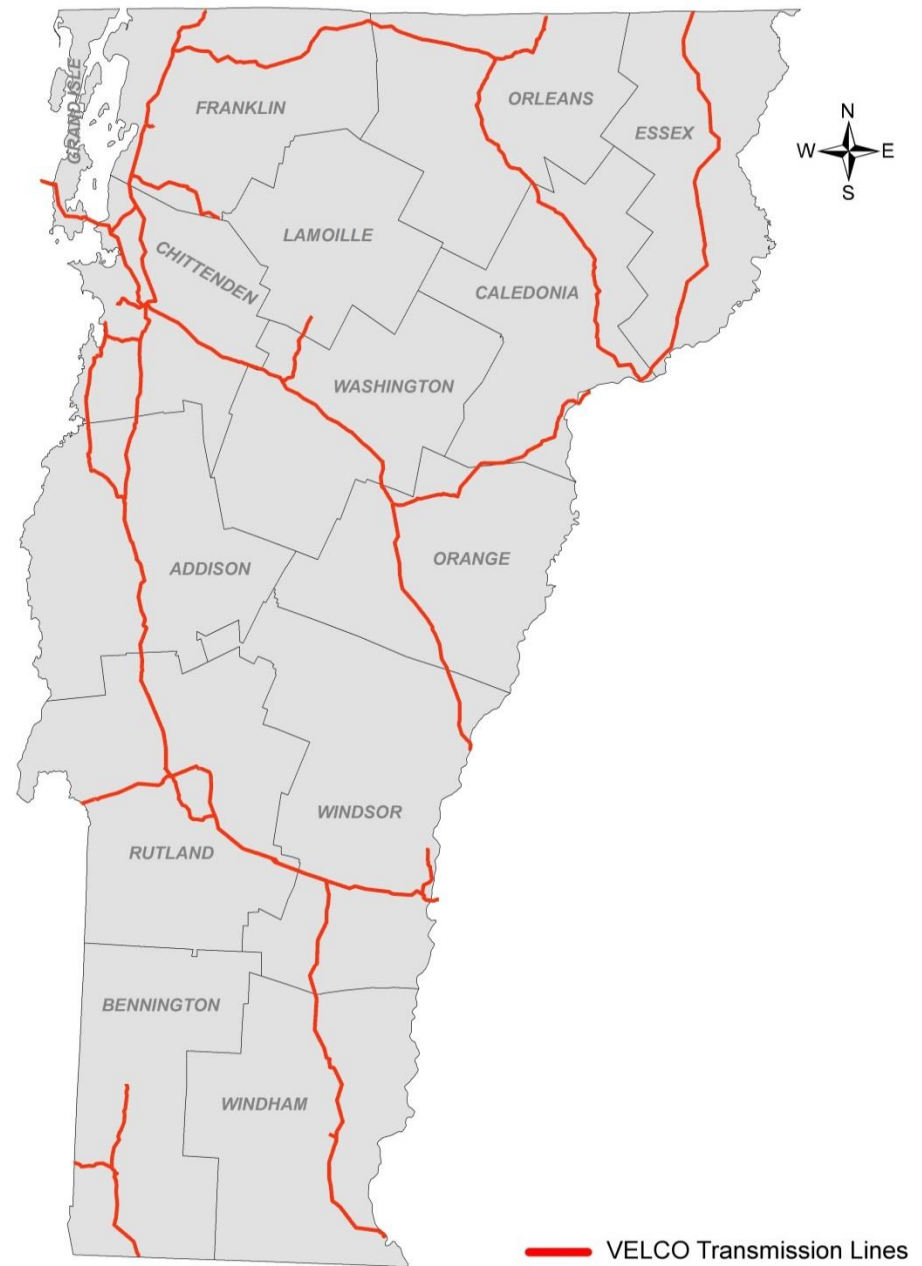 GRAND ISLE
FRANKLIN
ORLEANS
ESSEX
N
W E
S
LAMOILLE
CHITTENDEN
CALEDONIA
WASHINGTON
ADDISON
ORANGE
WINDSOR
RUTLAND
BENNINGTON
WINDHAM
VELCO Transmission Lines